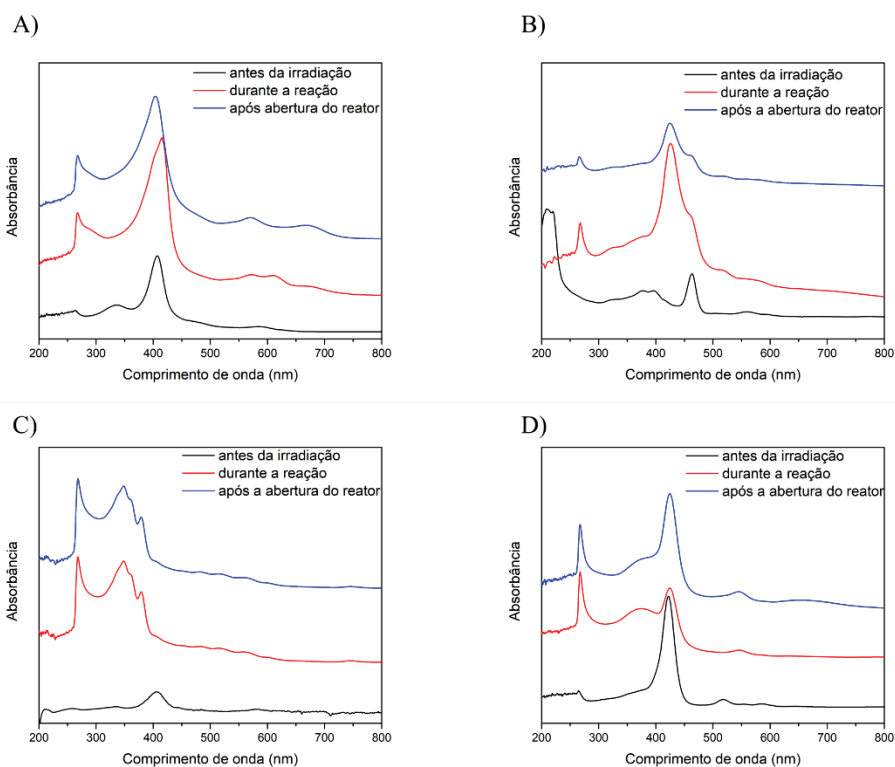 A)
antes da irradiação
durante a reação
após abertura do reator
Absorbância
200 300 400 500 600 700 800
Comprimento de onda (nm)
B)
antes da irradiação
durante a reação
após a abertura do reator
Absorbância
200 300 400 500 600 700 800
Comprimento de onda (nm)
C)
antes da irradiação
durante a reação
após a abertura do reator
Absorbância
200 300 400 500 600 700 800
Comprimento de onda (nm)
D)
antes da irradiação
durante a reação
após a abertura do reator
Absorbância
200 300 400 500 600 700 800
Comprimento de onda (nm)